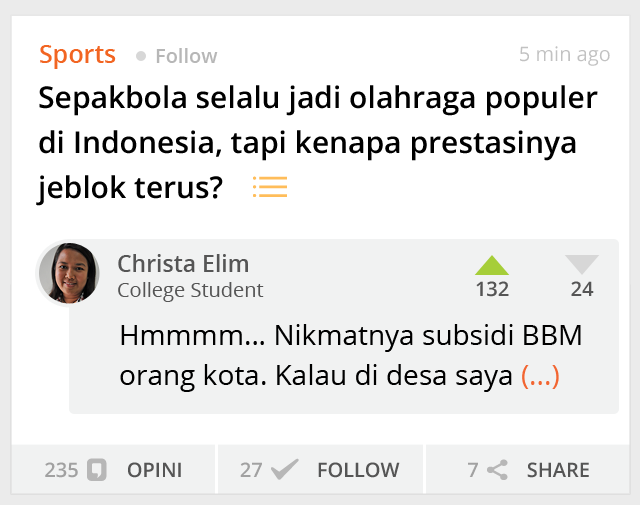 Sports Follow 5 min ago
Sepakbola selalu jadi olahraga populer
di Indonesia, tapi kenapa prestasinya
jeblok terus?
Christa Elim
College Student
132 24
Hmmmm... Nikmatnya subsidi BBM
orang kota. Kalau di desa saya (...)
235 OPINI 27 FOLLOW 7 SHARE